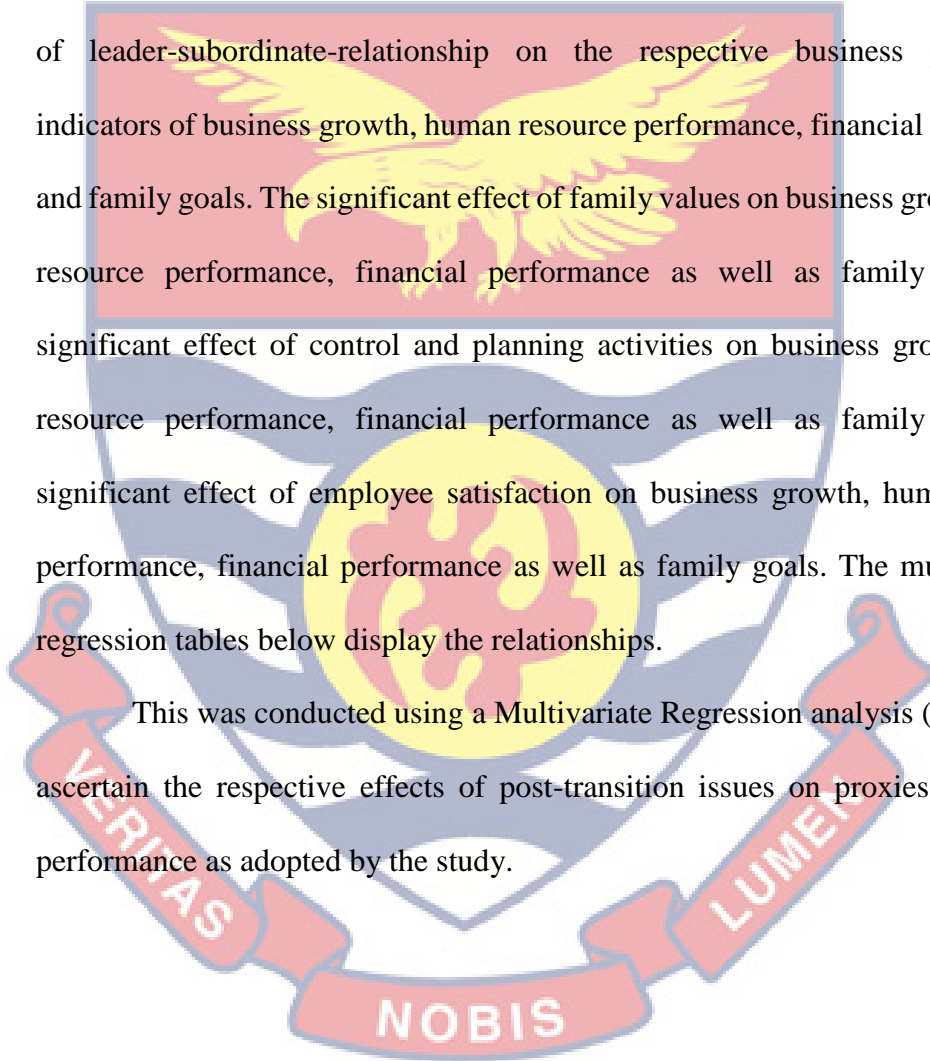 of leader-subordinate-relationship on the respective business
indicators of business growth, human resource performance, financial
and family goals. The significant effect of family values on business gro
resource performance, financial performance as well as family
significant effect of control and planning activities on business gro
resource performance, financial performance as well as family
significant effect of employee satisfaction on business growth, hum
performance, financial performance as well as family goals. The mu
regression tables below display the relationships.
This was conducted using a Multivariate Regression analysis (
ascertain the respective effects of post-transition issues on proxies
performance as adopted by the study.
VERITAS
NOBIS
LUMEN